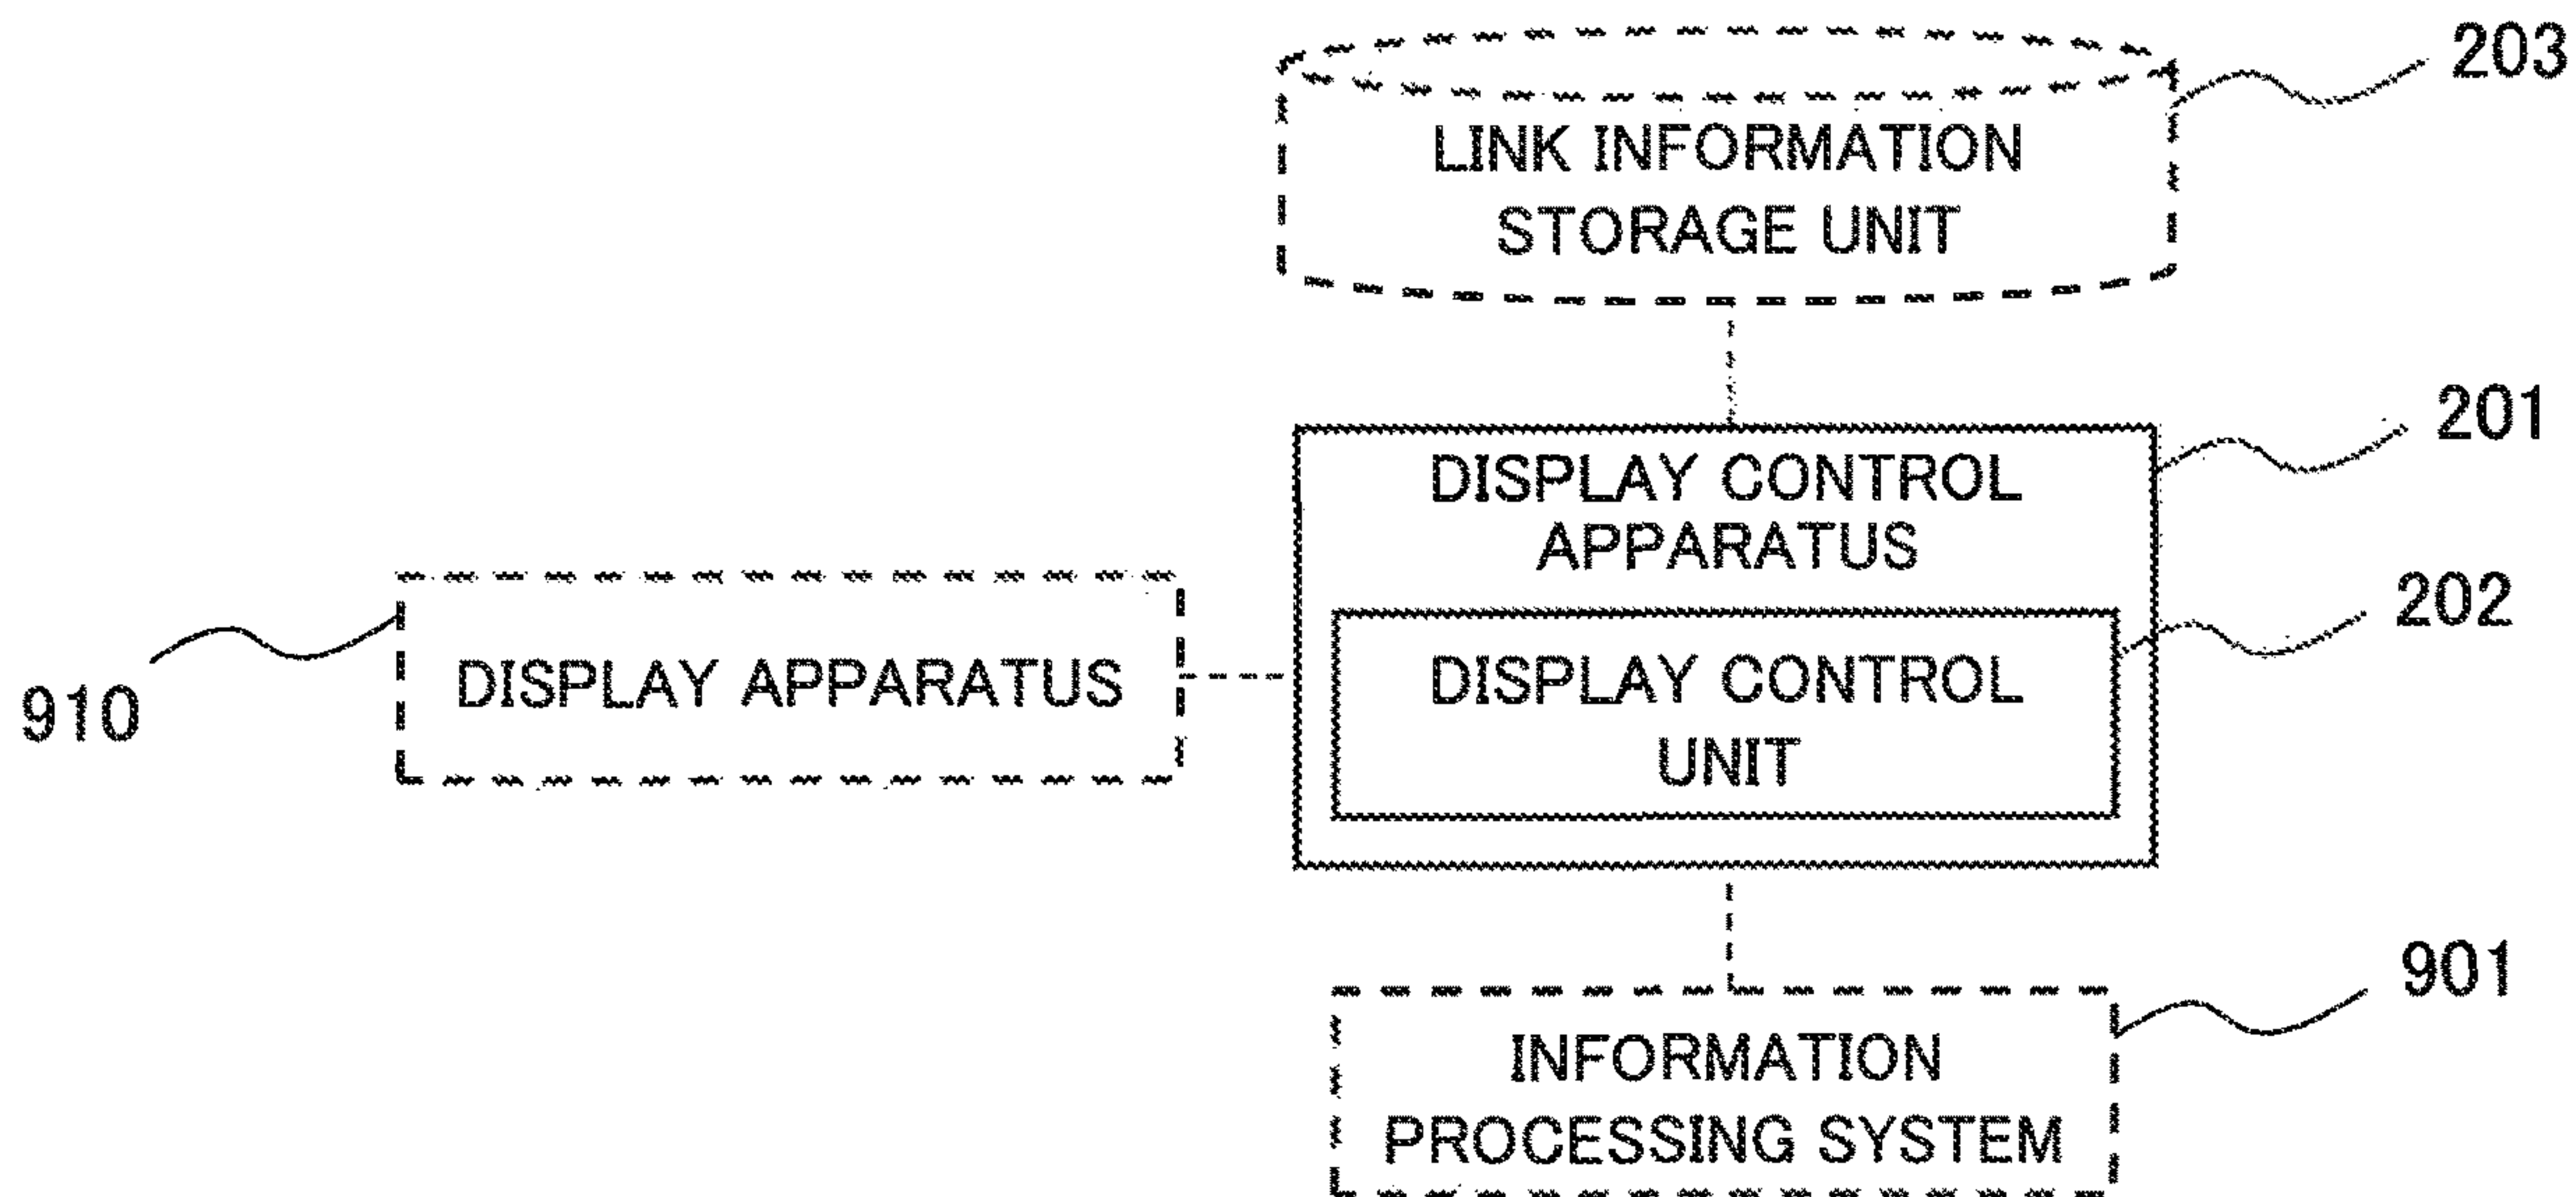 203
LINK INFORMATION
STORAGE UNIT
201
DISPLAY CONTROL
APPARATUS
202
DISPLAY APPARATUS
DISPLAY CONTROL
UNIT
910
901
INFORMATION
PROCESSING SYSTEM